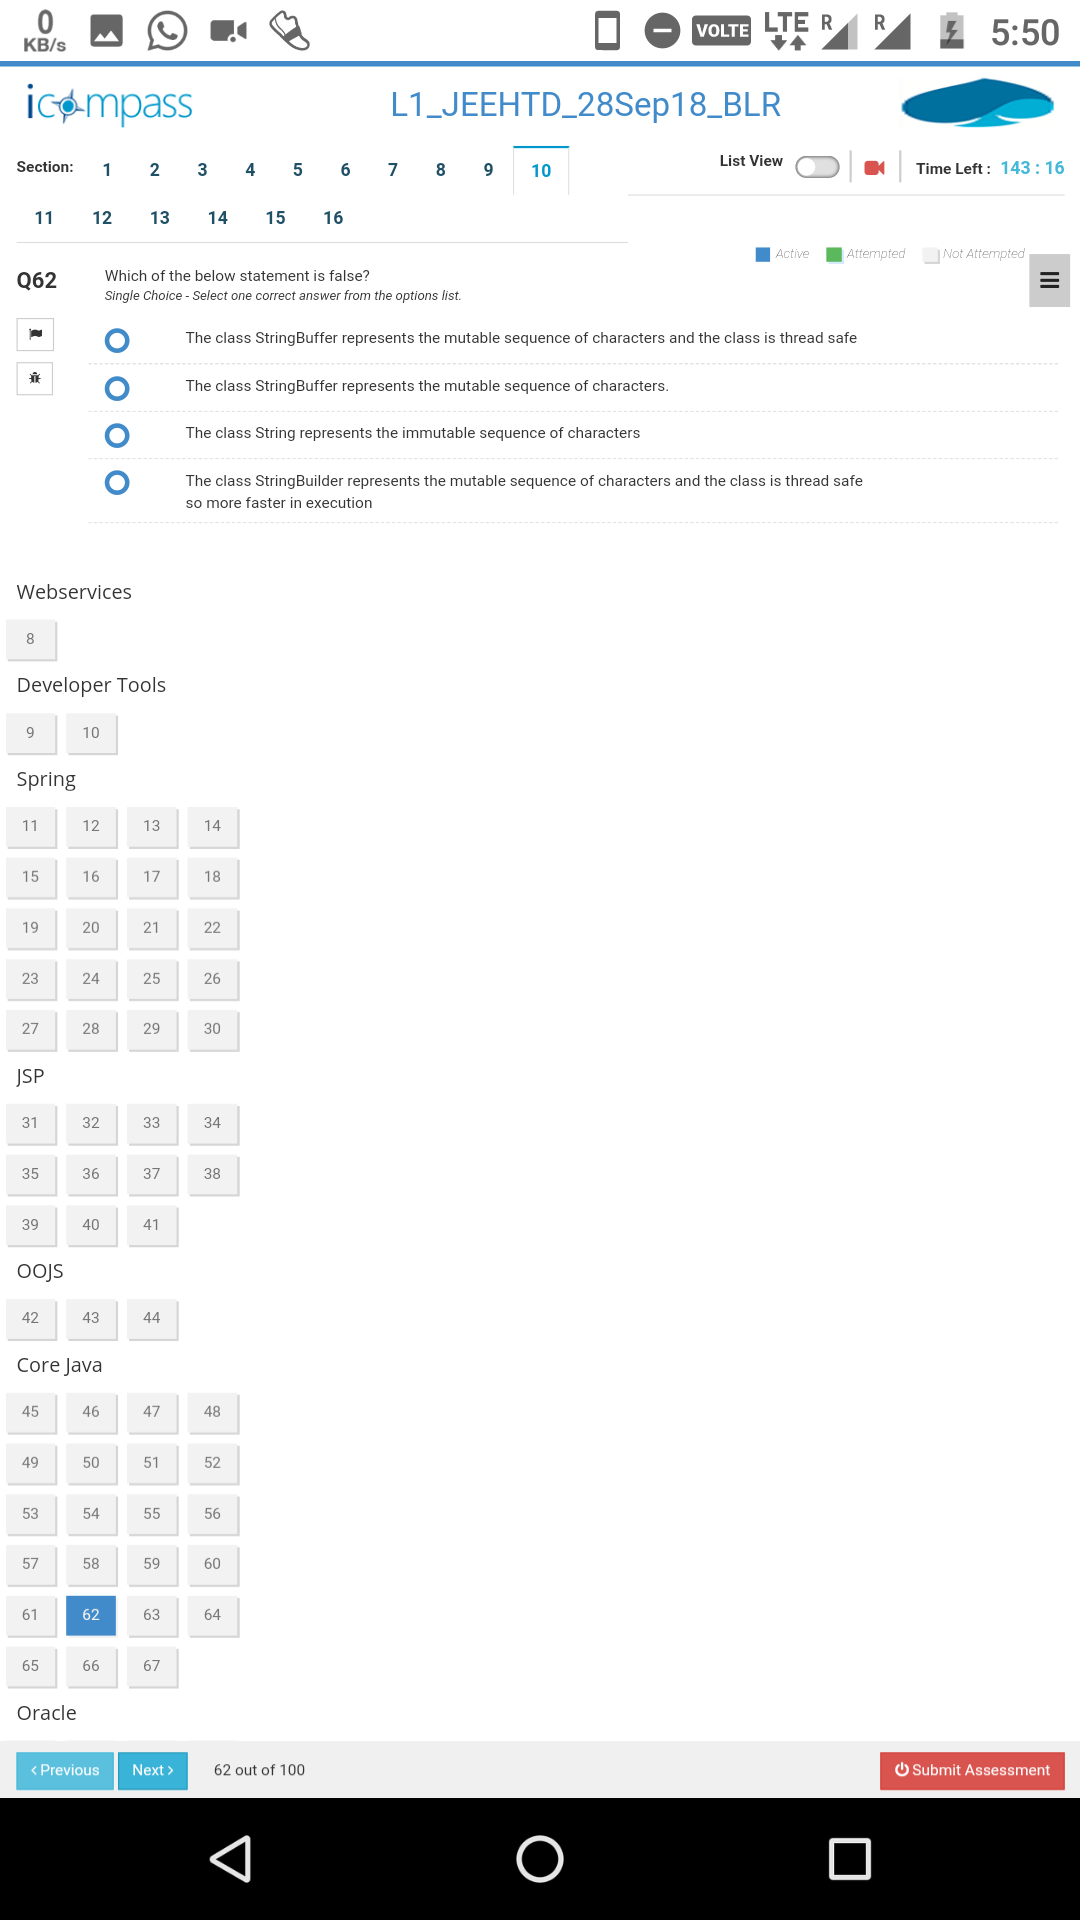 0
KB/s
VOLTE
LTE
R
R
5:50
icompass
L1_JEEHTD_28Sep18_BLR
Section: 1 2 3 4 5 6 7 8 9 10
List View
Time Left : 143 : 16
11 12 13 14 15 16
Active Attempted Not Attempted
Q62
Which of the below statement is false?
Single Choice - Select one correct answer from the options list.
The class StringBuffer represents the mutable sequence of characters and the class is thread safe
The class StringBuffer represents the mutable sequence of characters.
The class String represents the immutable sequence of characters
The class StringBuilder represents the mutable sequence of characters and the class is thread safe
so more faster in execution
Webservices
8
Developer Tools
9 10
Spring
11 12 13 14
15 16 17 18
19 20 21 22
23 24 25 26
27 28 29 30
JSP
31 32 33 34
35 36 37 38
39 40 41
OOJS
42 43 44
Core Java
45 46 47 48
49 50 51 52
53 54 55 56
57 58 59 60
61 62 63 64
65 66 67
Oracle
Previous Next 62 out of 100 Submit Assessment